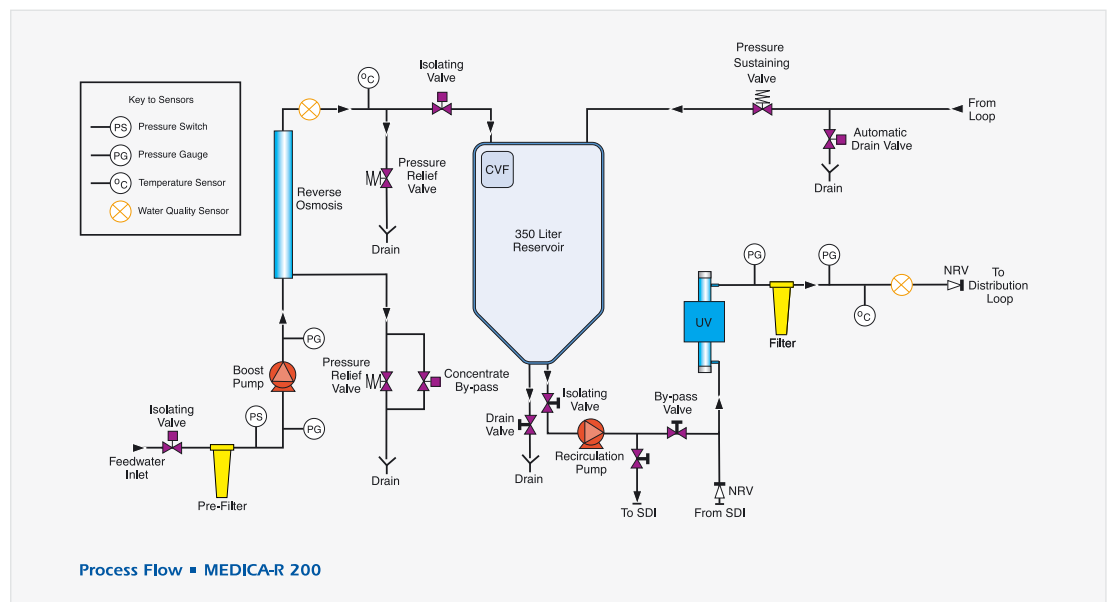 Key to Sensors
PS Pressure Switch
PG Pressure Gauge
ºC Temperature Sensor
Water Quality Sensor
ºC
Isolating
Valve
Pressure
Sustaining
Valve
From
Loop
Automatic
Drain Valve
Drain
CVF
350 Liter
Reservoir
Reverse
Osmosis
Pressure
Relief
Valve
Drain
PG
PG
NRV
To
Distribution
Loop
UV
Filter
ºC
PG
Boost
Pump
Pressure
Relief
Valve
Concentrate
By-pass
Isolating
Valve
PS
PG
Feedwater
Inlet
Pre-Filter
Drain
Isolating
Valve
Drain
Valve
Drain
Recirculation
Pump
By-pass
Valve
To SDI
NRV
From SDI
Process Flow ▪ MEDICA-R 200